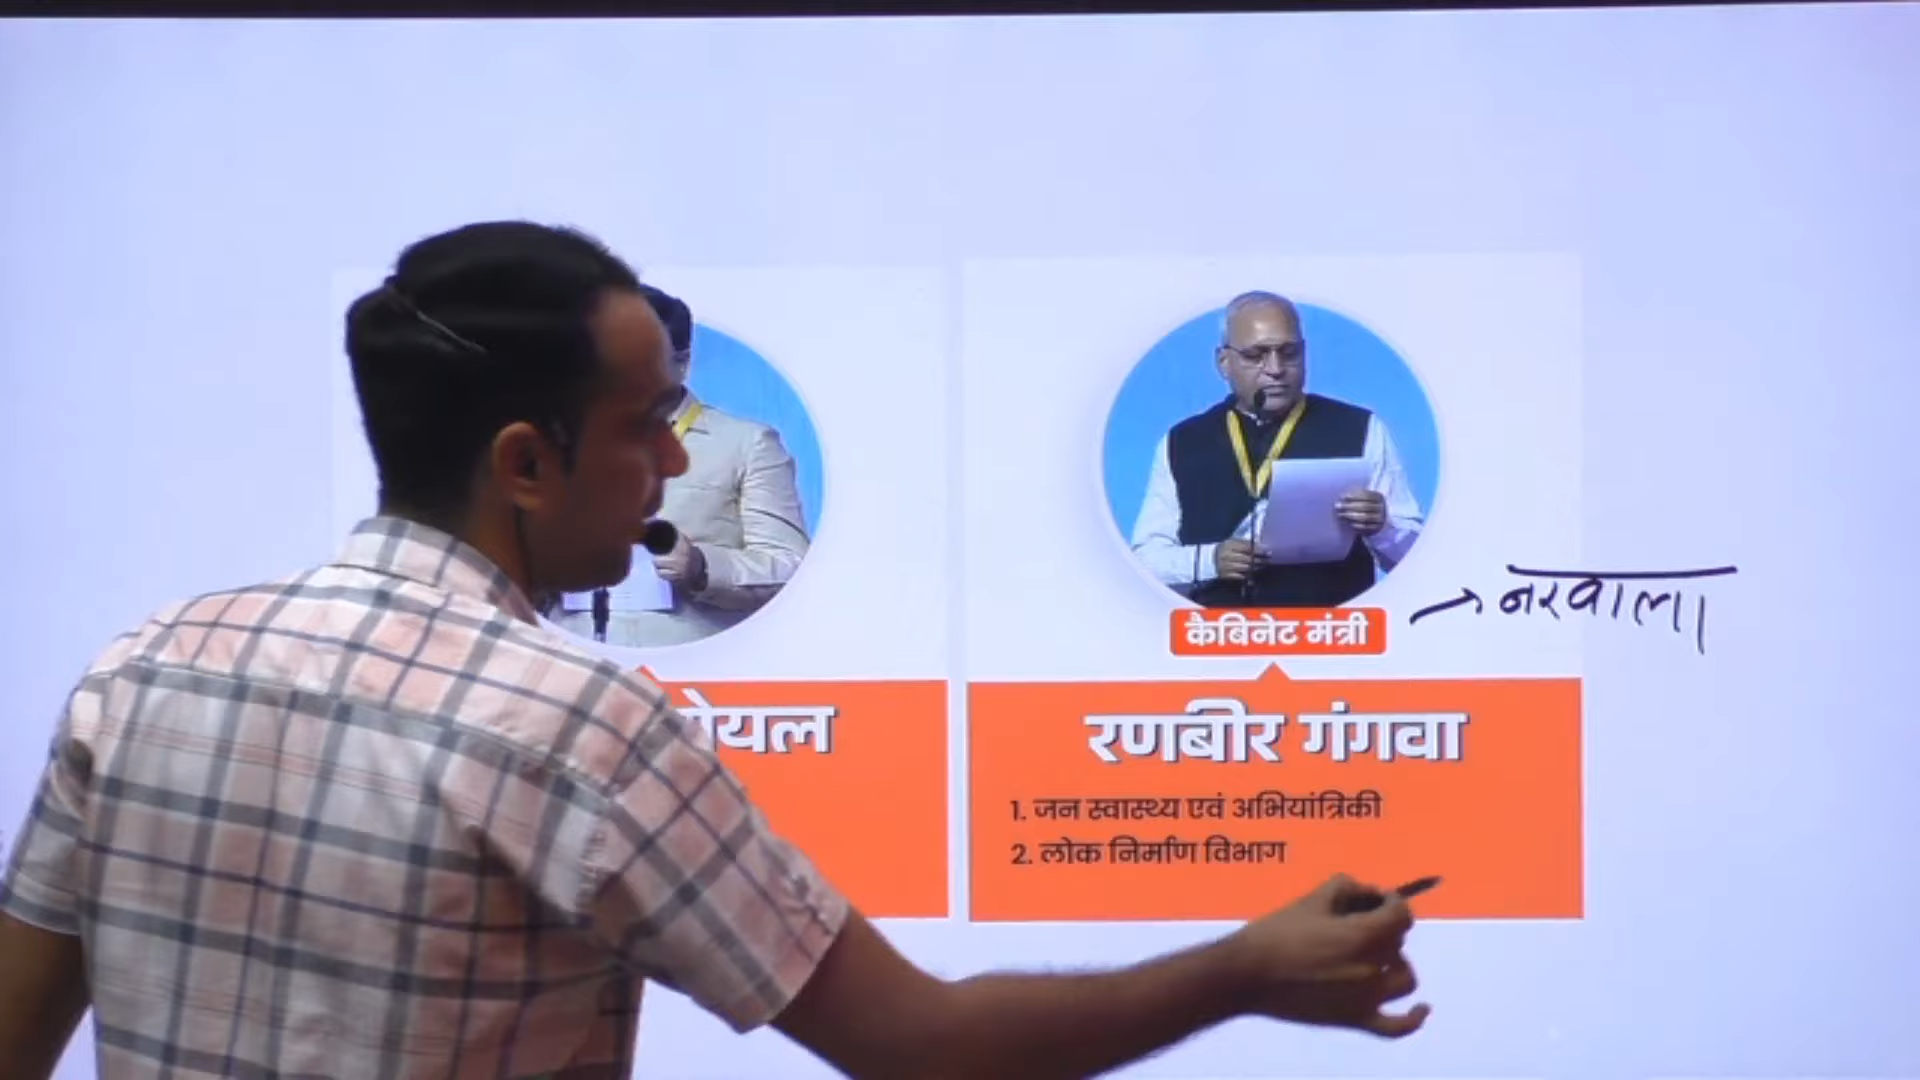 कैबिनेट मंत्री
नरवाला
रणबीर गंगवा
1. जन स्वास्थ्य एवं अभियांत्रिकी
2. लोक निर्माण विभाग